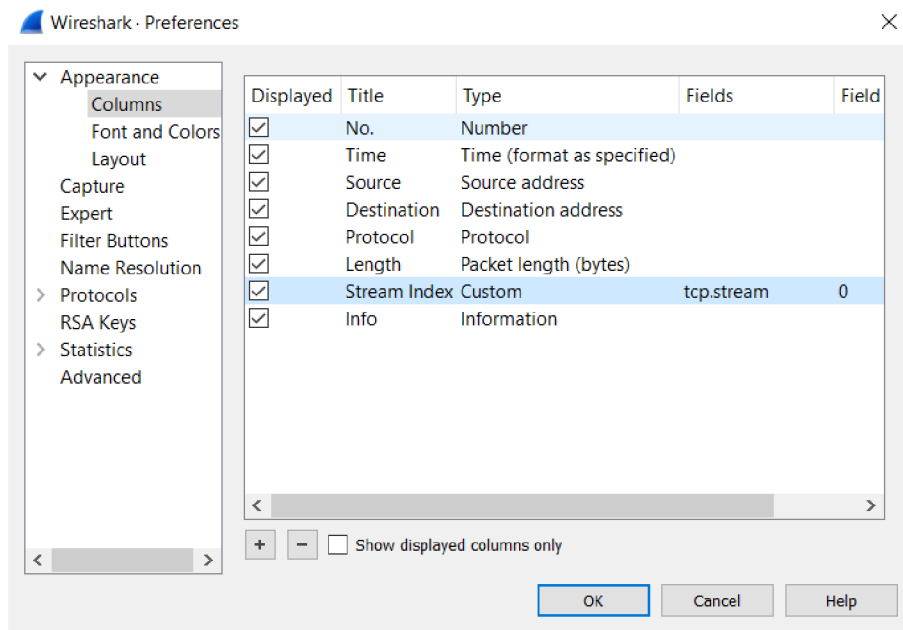 Wireshark · Preferences
Appearance
Columns
Font and Colors
Layout
Capture
Expert
Filter Buttons
Name Resolution
Protocols
RSA Keys
Statistics
Advanced
Displayed Title Type Fields Field
No. Number
Time Time (format as specified)
Source Source address
Destination Destination address
Protocol Protocol
Length Packet length (bytes)
Stream Index Custom tcp.stream 0
Info Information
Show displayed columns only
OK Cancel Help